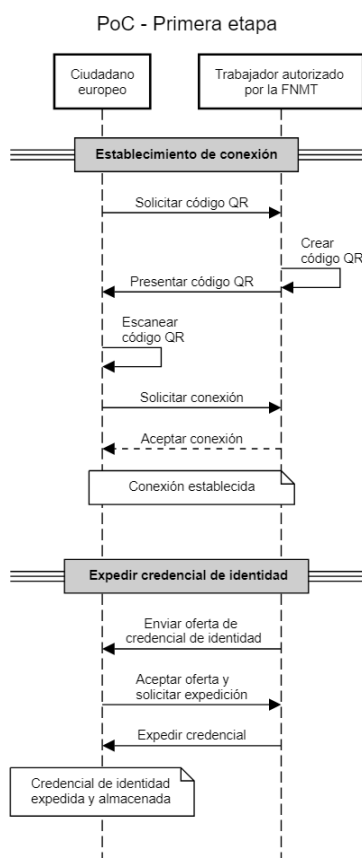 PoC - Primera etapa
Ciudadano
europeo
Trabajador autorizado
por la FNMT
Establecimiento de conexión
Solicitar código QR
Crear
código QR
Presentar código QR
Escanear
código QR
Solicitar conexión
Aceptar conexión
Conexión establecida
Expedir credencial de identidad
Enviar oferta de
credencial de identidad
Aceptar oferta y
solicitar expedición
Expedir credencial
Credencial de identidad
expedida y almacenada